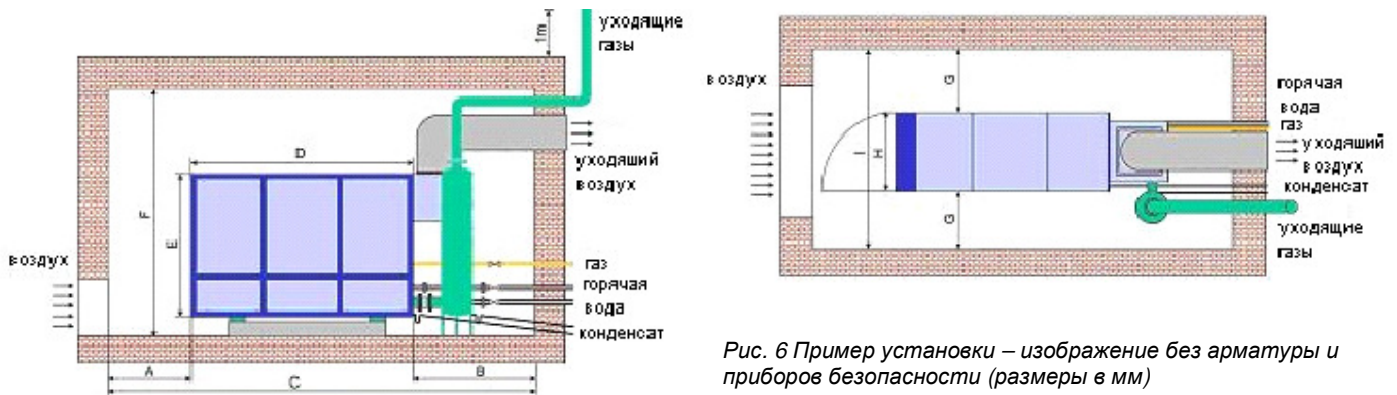 1m
уходящие
газы
D
F
E
уходящий
воздух
воздух
газ
горячая
вода
конденсат
A
B
C
воздух
G
горячая
вода
газ
I
H
уходящий
воздух
конденсат
G
уходящие
газы
Рис. 6 Пример установки – изображение без арматуры и
приборов безопасности (размеры в мм)